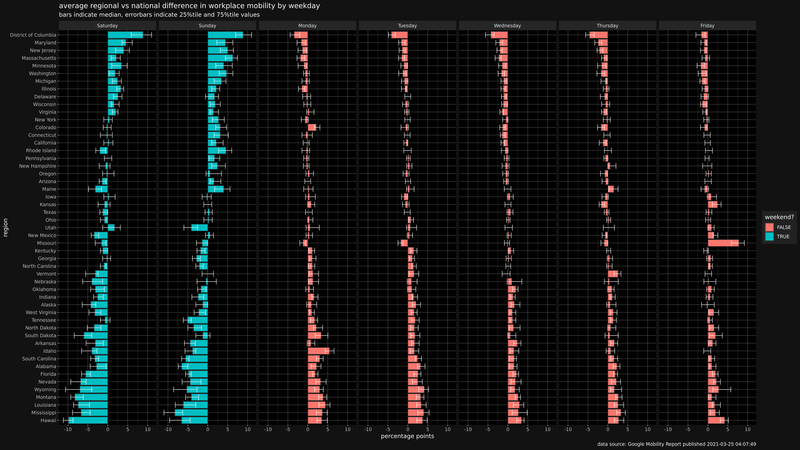 average regional vs national difference in workplace mobility by weekday
bars indicate median, errorbars indicate 25%tile and 75%tile values
Saturday Sunday Monday Tuesday Wednesday Thursday Friday
District of Columbia
Maryland
New Jersey
Massachusetts
Minnesota
Washington
Michigan
Illinois
Delaware
Wisconsin
Virginia
New York
Colorado
Connecticut
California
Rhode Island
Pennsylvania
New Hampshire
Oregon
Arizona
Maine
Iowa
Kansas
Texas
Ohio
Utah
New Mexico
Missouri
Kentucky
Georgia
North Carolina
Vermont
Nebraska
Oklahoma
Indiana
Alaska
West Virginia
Tennessee
North Dakota
South Dakota
Arkansas
Idaho
South Carolina
Alabama
Florida
Nevada
Wyoming
Montana
Louisiana
Mississippi
Hawaii
region
-10 -5 0 5 10 -10 -5 0 5 10 -10 -5 0 5 10 -10 -5 0 5 10 -10 -5 0 5 10 -10 -5 0 5 10 -10 -5 0 5 10
percentage points
weekend?
FALSE
TRUE
data source: Google Mobility Report published 2021-03-25 04:07:49